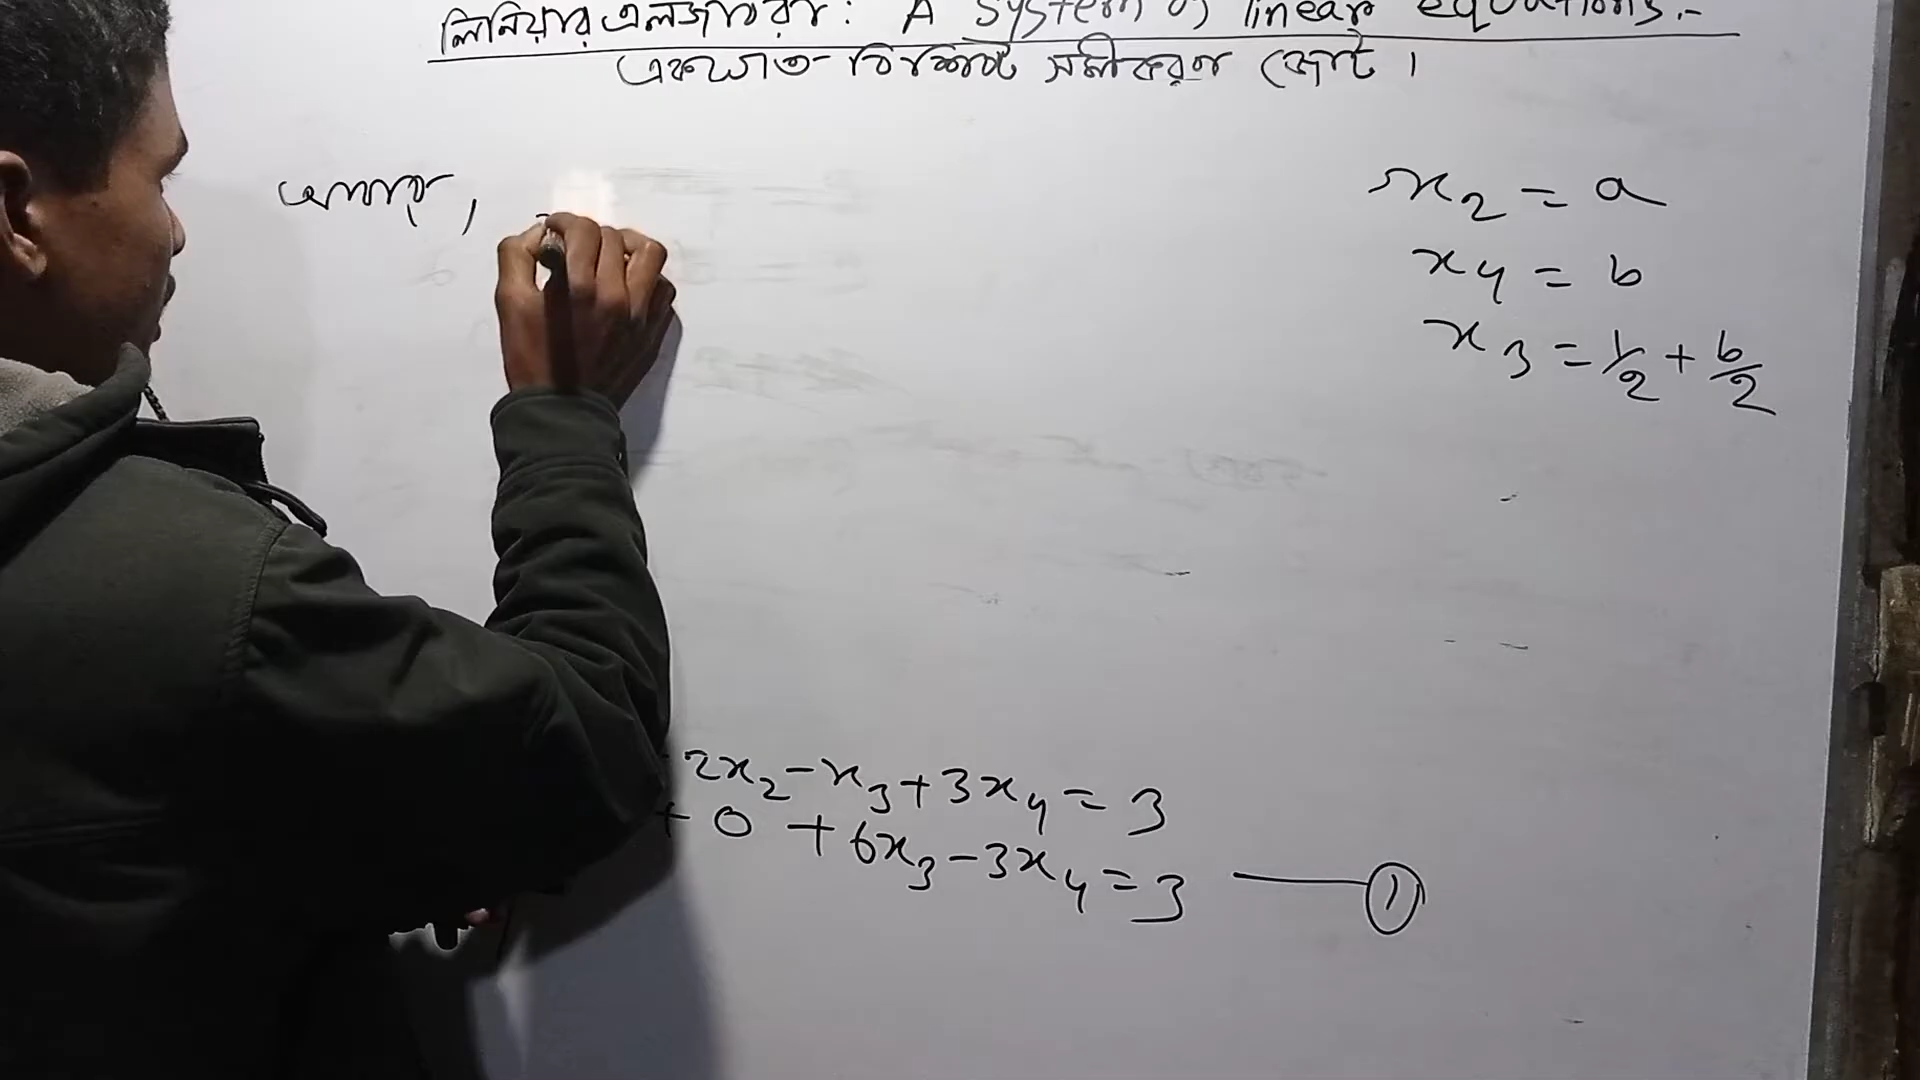 লিনিয়ার এলজাবরা: A System of linear equations:-
একঘাত বিশিষ্ট সমীকরণ জোট।
আবার,
x₂ = a
x₄ = b
x₃ = 1/2 + b/2
2x₂ - x₃ + 3x₄ = 3
+ 0 + 6x₃ - 3x₄ = 3 —— ①